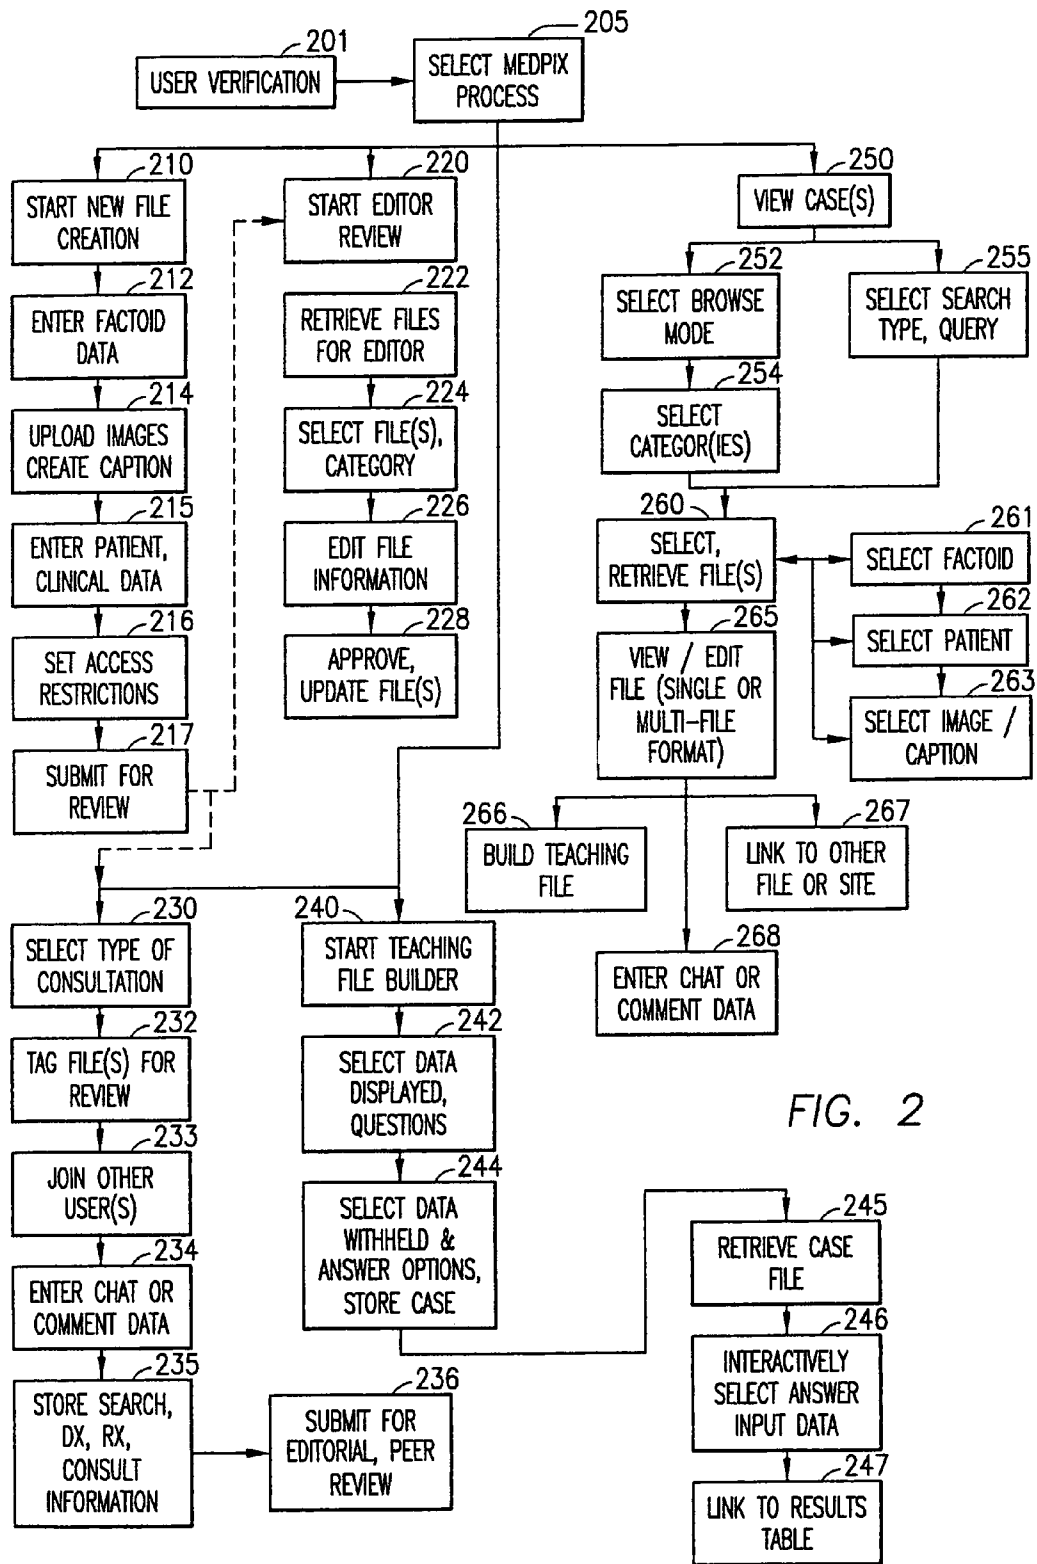 201
USER VERIFICATION
205
SELECT MEDPIX
PROCESS
210
START NEW FILE
CREATION
212
ENTER FACTOID
DATA
214
UPLOAD IMAGES
CREATE CAPTION
215
ENTER PATIENT,
CLINICAL DATA
216
SET ACCESS
RESTRICTIONS
217
SUBMIT FOR
REVIEW
220
START EDITOR
REVIEW
222
RETRIEVE FILES
FOR EDITOR
224
SELECT FILE(S),
CATEGORY
226
EDIT FILE
INFORMATION
228
APPROVE,
UPDATE FILE(S)
250
VIEW CASE(S)
252
SELECT BROWSE
MODE
254
SELECT
CATEGOR(IES)
255
SELECT SEARCH
TYPE, QUERY
260
SELECT,
RETRIEVE FILE(S)
261
SELECT FACTOID
262
SELECT PATIENT
263
SELECT IMAGE /
CAPTION
265
VIEW / EDIT
FILE (SINGLE OR
MULTI-FILE
FORMAT)
266
BUILD TEACHING
FILE
267
LINK TO OTHER
FILE OR SITE
268
ENTER CHAT OR
COMMENT DATA
230
SELECT TYPE OF
CONSULTATION
232
TAG FILE(S) FOR
REVIEW
233
JOIN OTHER
USER(S)
234
ENTER CHAT OR
COMMENT DATA
235
STORE SEARCH,
DX, RX,
CONSULT
INFORMATION
236
SUBMIT FOR
EDITORIAL, PEER
REVIEW
240
START TEACHING
FILE BUILDER
242
SELECT DATA
DISPLAYED,
QUESTIONS
244
SELECT DATA
WITHHELD &
ANSWER OPTIONS,
STORE CASE
FIG. 2
245
RETRIEVE CASE
FILE
246
INTERACTIVELY
SELECT ANSWER
INPUT DATA
247
LINK TO RESULTS
TABLE